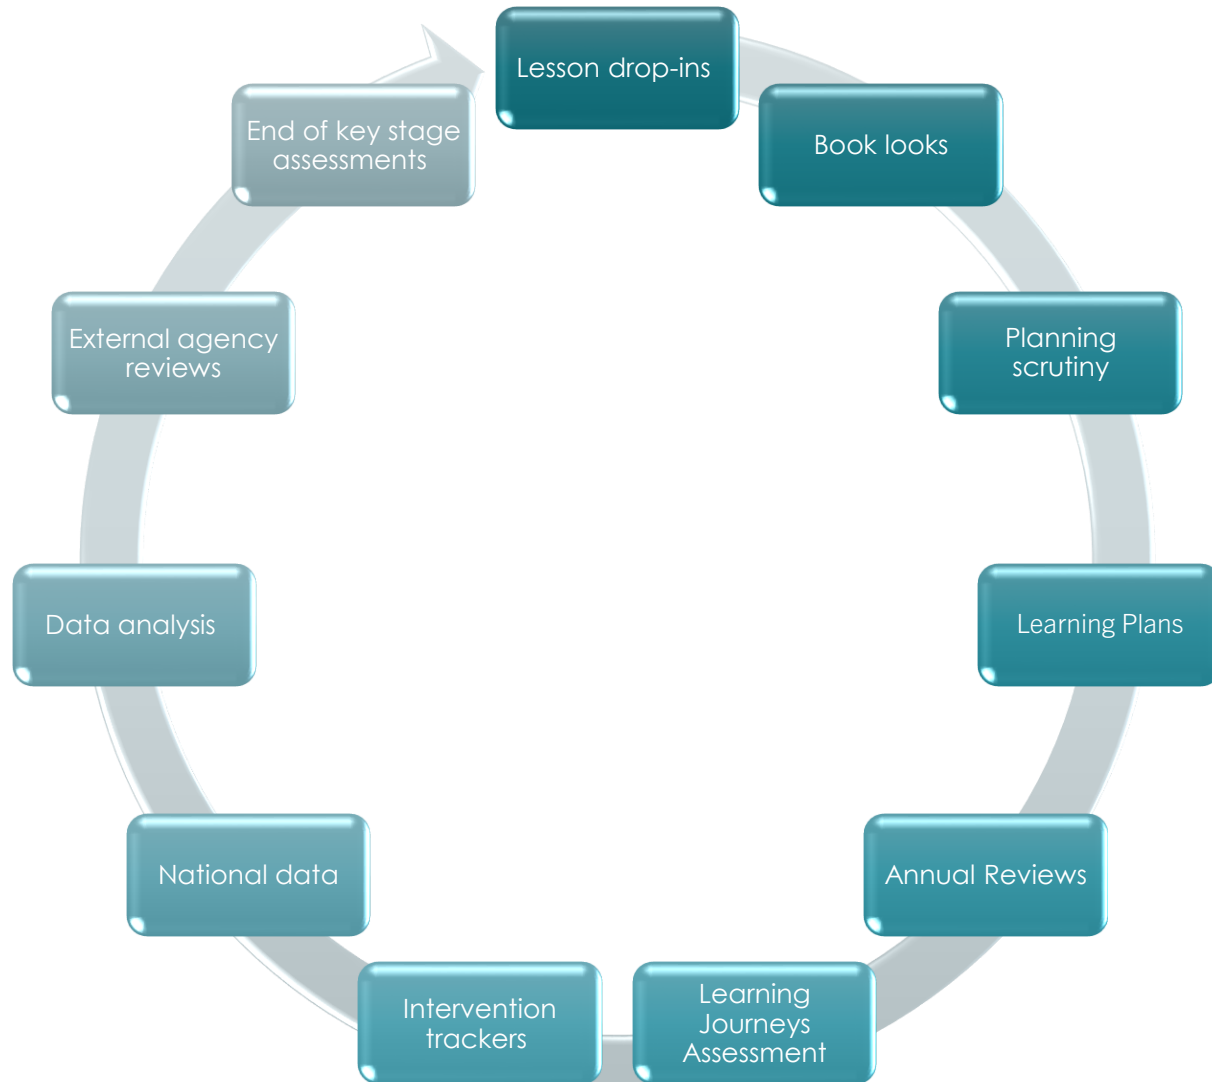 Lesson drop-ins
Book looks
Planning
scrutiny
Learning Plans
Annual Reviews
Learning
Journeys
Assessment
Intervention
trackers
National data
Data analysis
External agency
reviews
End of key stage
assessments